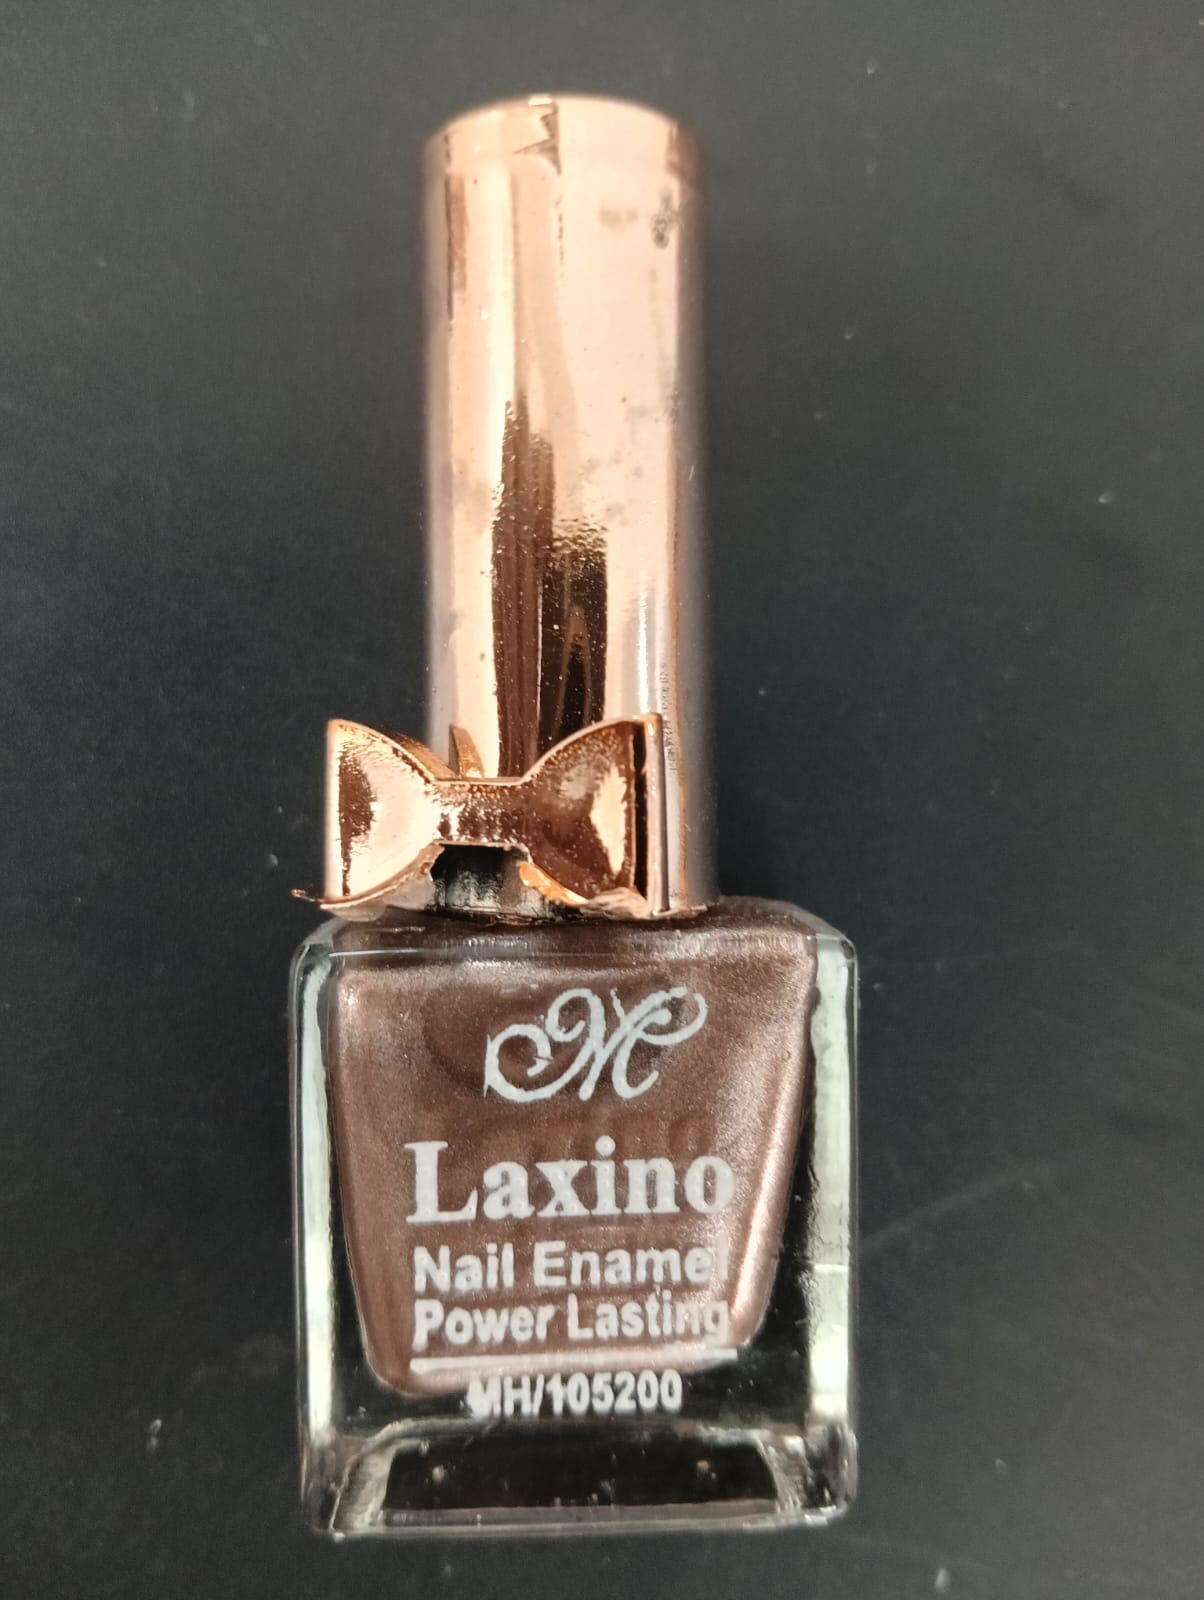 M
Laxino
Nail Enamel
Power Lasting
MH/105200